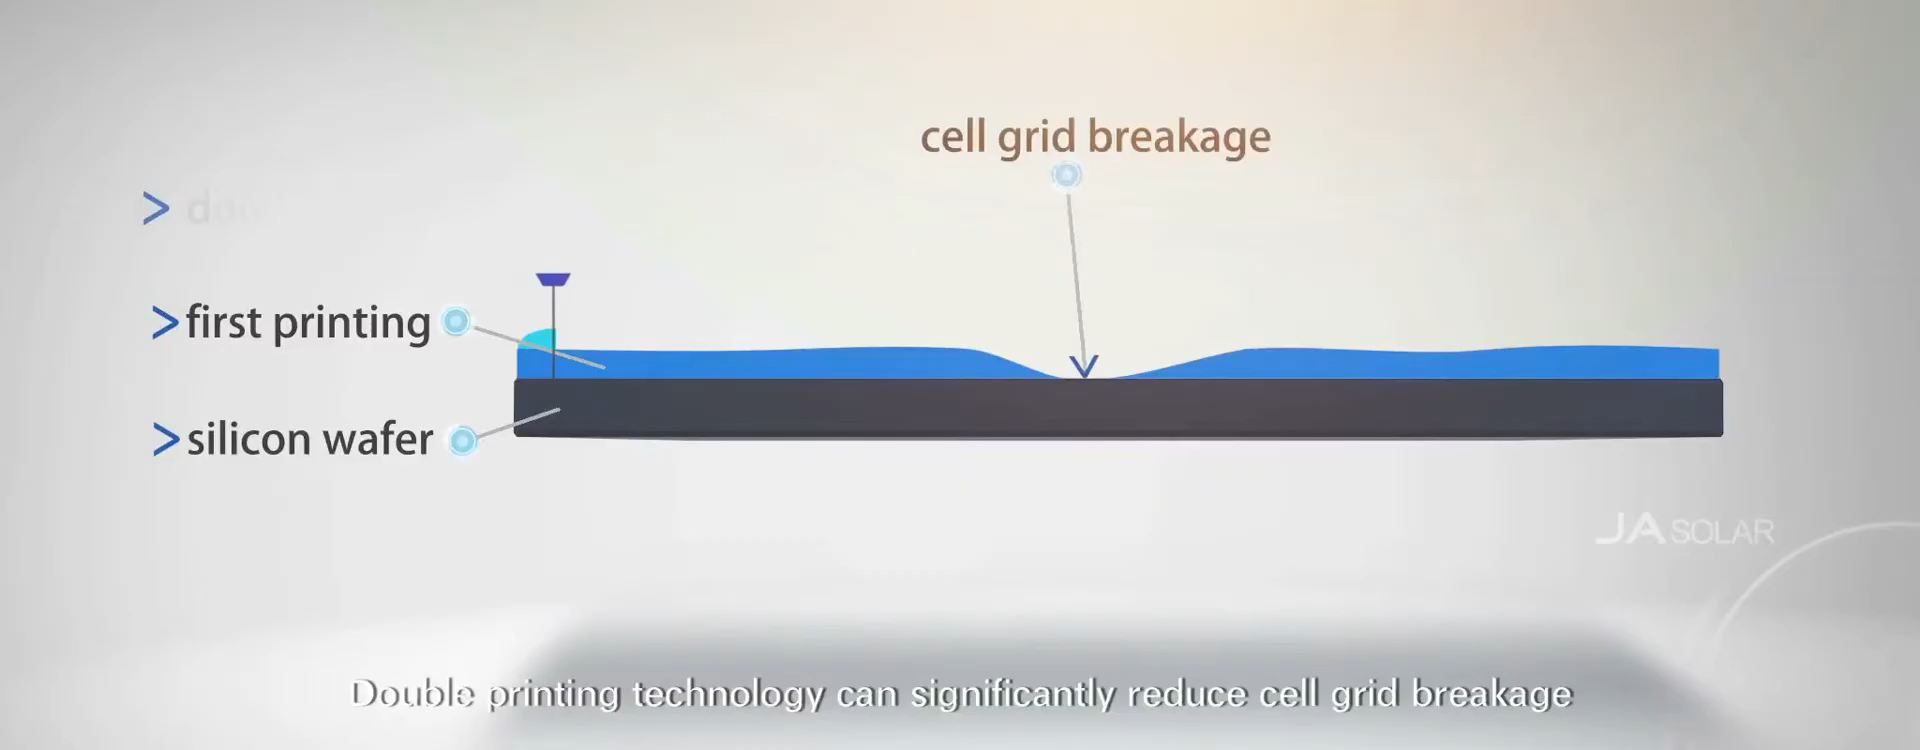 cell grid breakage
>
> first printing
> silicon wafer
JA SOLAR
Double printing technology can significantly reduce cell grid breakage